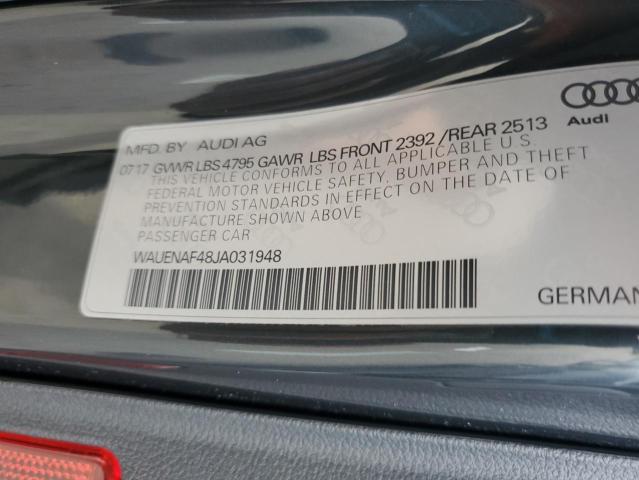 MFD. BY AUDI AG
07 17 GVWR LBS 4795 GAWR LBS FRONT 2392 / REAR 2513
THIS VEHICLE CONFORMS TO ALL APPLICABLE U.S.
FEDERAL MOTOR VEHICLE SAFETY, BUMPER AND THEFT
PREVENTION STANDARDS IN EFFECT ON THE DATE OF
MANUFACTURE SHOWN ABOVE
PASSENGER CAR
WAUENAF48JA031948
Audi
GERMAN